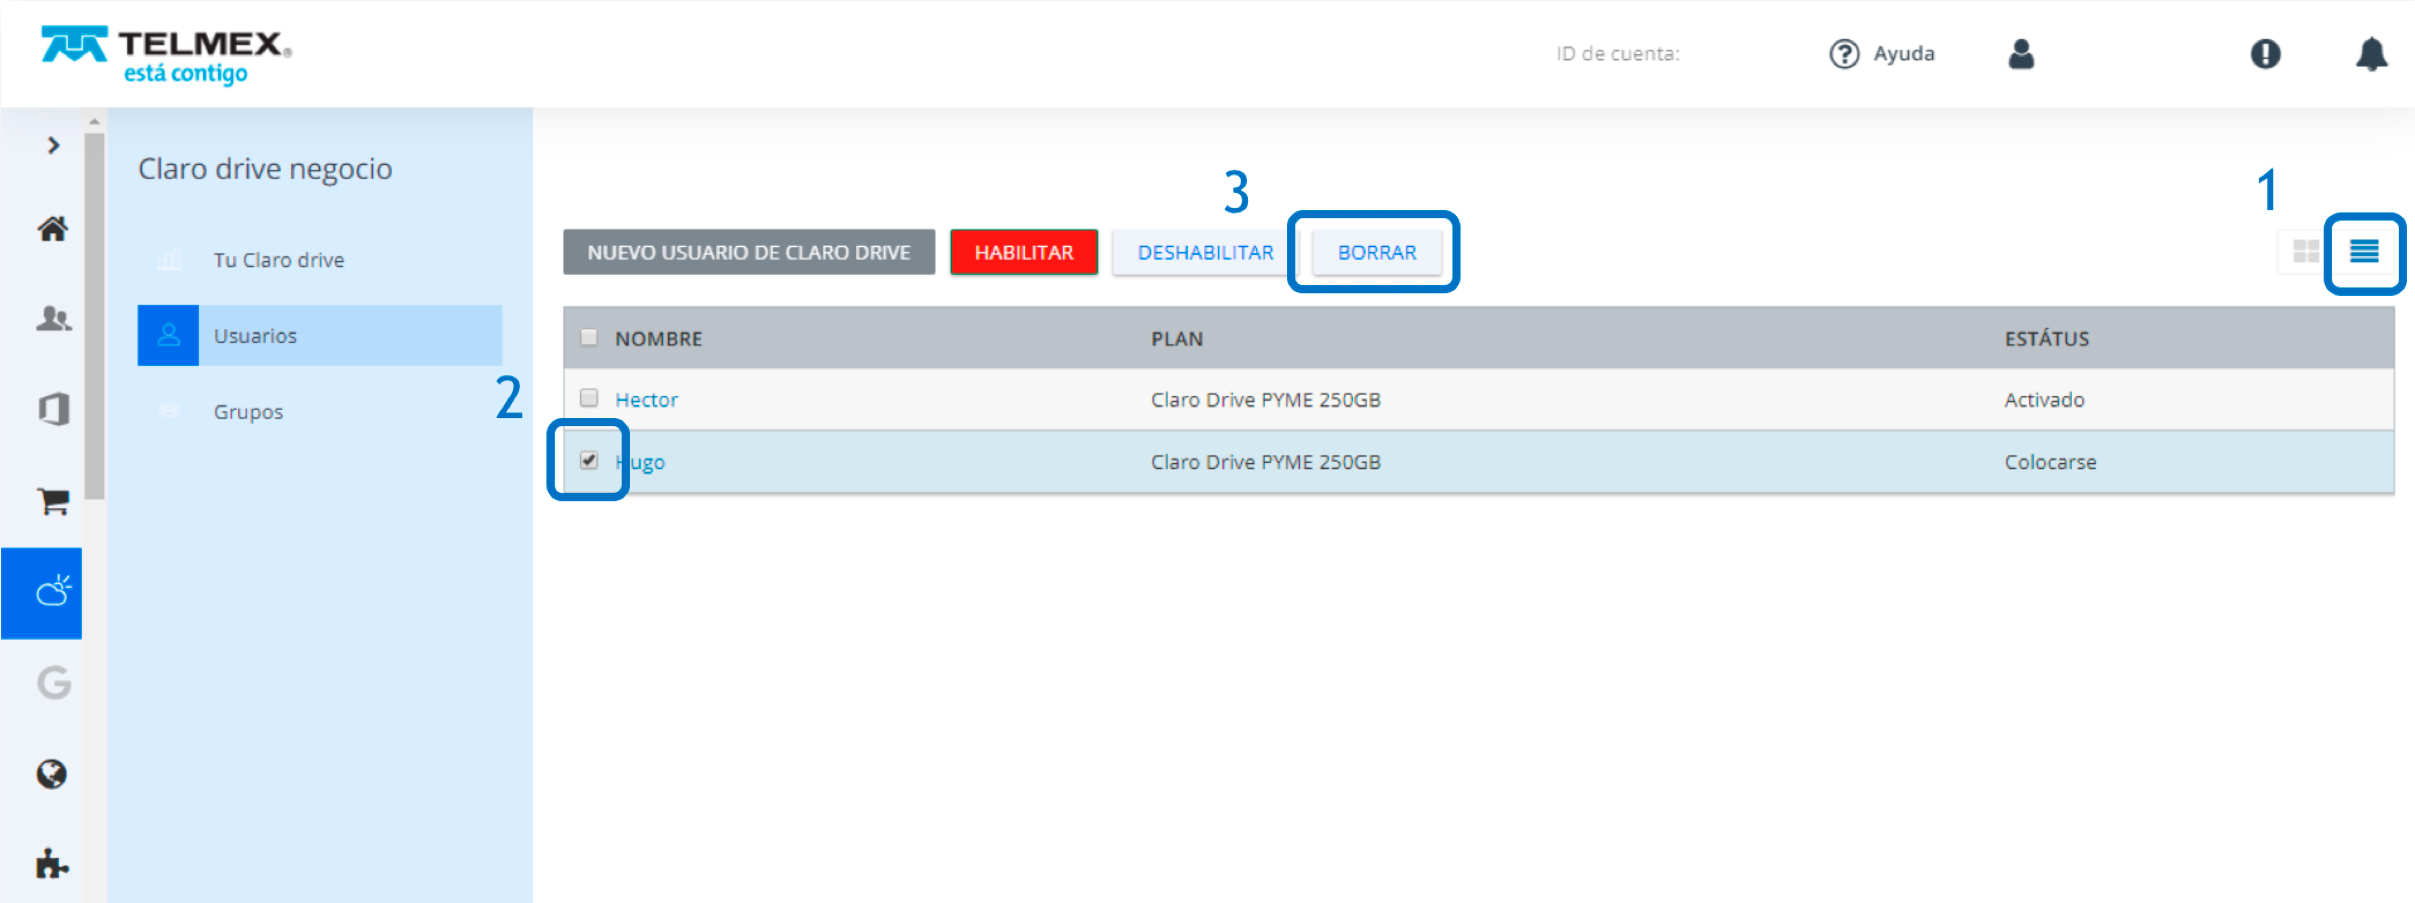 TELMEX®
está contigo
ID de cuenta:
? Ayuda
Claro drive negocio
Tu Claro drive
Usuarios
Grupos
3
1
NUEVO USUARIO DE CLARO DRIVE HABILITAR DESHABILITAR BORRAR
NOMBRE PLAN ESTÁTUS
2
Hector Claro Drive PYME 250GB Activado
Hugo Claro Drive PYME 250GB Colocarse
G